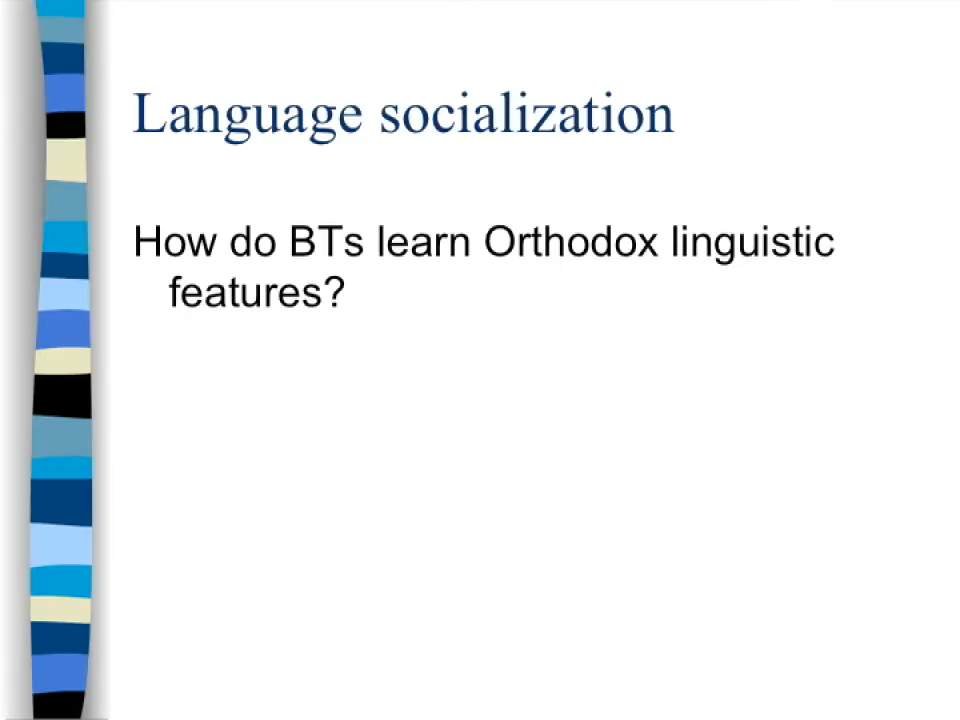 Language socialization
How do BTs learn Orthodox linguistic
features?